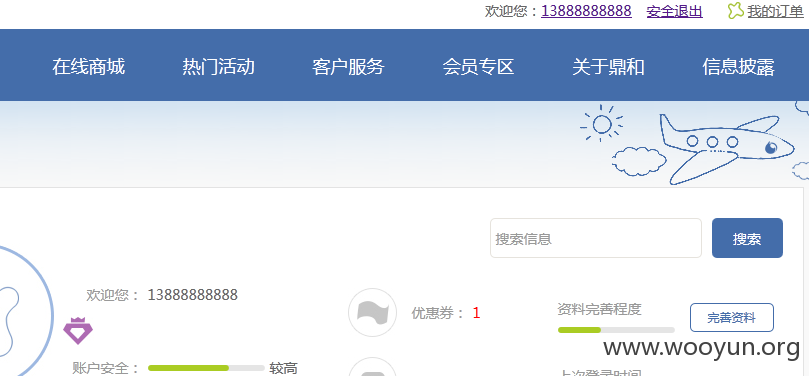 欢迎您：13888888888 安全退出 我的订单
在线商城 热门活动 客户服务 会员专区 关于鼎和 信息披露
搜索信息 搜索
欢迎您： 13888888888
优惠券： 1
资料完善程度 完善资料
www.wooyun.org
账户安全： 较高
上次登录时间